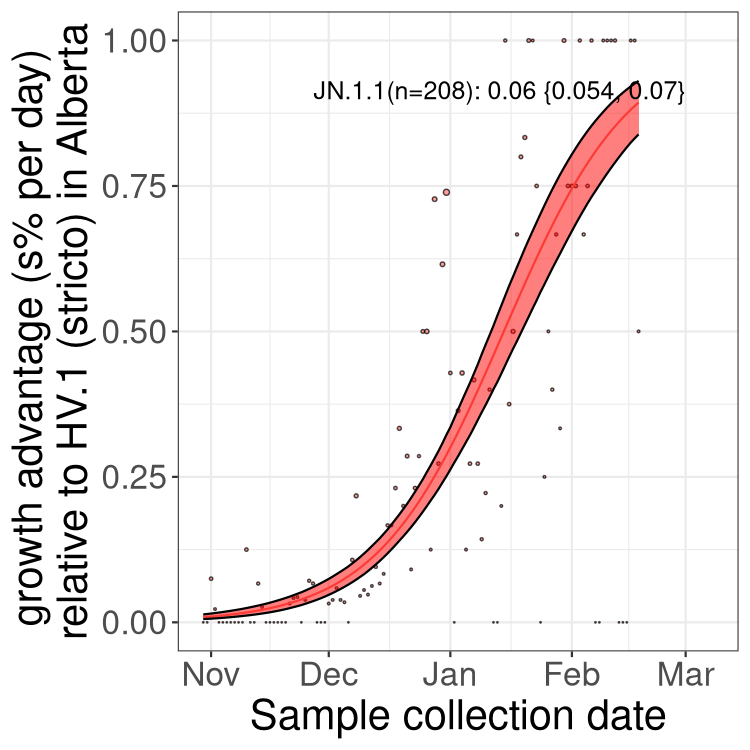 growth advantage (s% per day)
relative to HV.1 (stricto) in Alberta
1.00
0.75
0.50
0.25
0.00
JN.1.1(n=208): 0.06 {0.054, 0.07}
Nov Dec Jan Feb Mar
Sample collection date